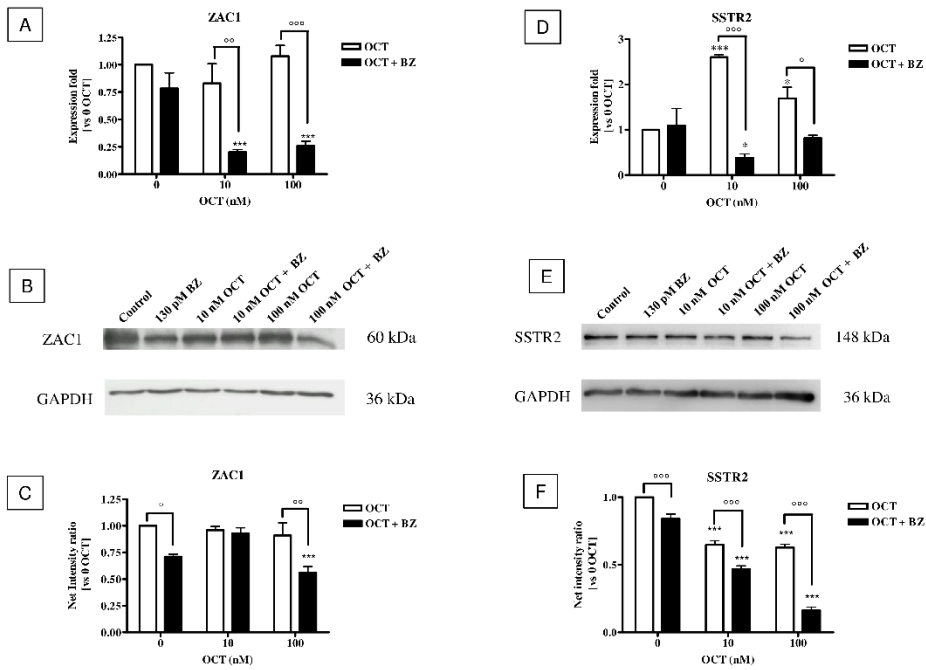 A
ZAC1
Expression fold
[vs 0 OCT]
1.25
1.00
0.75
0.50
0.25
0.00
°°
°°°
***
***
0
10
100
OCT (nM)
OCT
OCT + BZ
B
Control
130 pM BZ
10 nM OCT
10 nM OCT + BZ
100 nM OCT
100 nM OCT + BZ
ZAC1
60 kDa
GAPDH
36 kDa
C
ZAC1
Net Intensity ratio
[vs 0 OCT]
1.25
1.00
0.75
0.50
0.25
0.00
°
°°
***
0
10
100
OCT (nM)
OCT
OCT + BZ
D
SSTR2
Expression fold
[vs 0 OCT]
3
2
1
0
°°°
***
*
°
*
0
10
100
OCT (nM)
OCT
OCT + BZ
E
Control
130 pM BZ
10 nM OCT
10 nM OCT + BZ
100 nM OCT
100 nM OCT + BZ
SSTR2
148 kDa
GAPDH
36 kDa
F
SSTR2
Net intensity ratio
[vs 0 OCT]
1.0
0.5
0.0
°°°
°°°
°°°
***
***
***
***
0
10
100
OCT (nM)
OCT
OCT + BZ